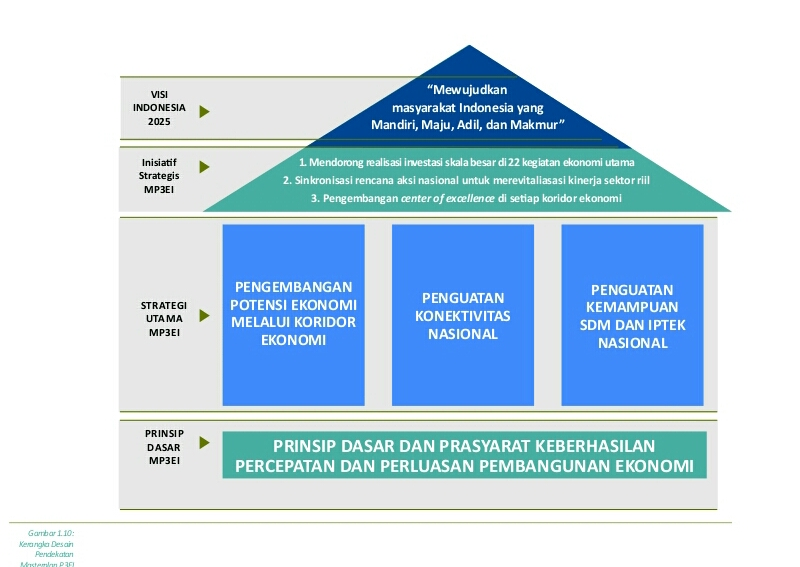 VISI
INDONESIA
2025
“Mewujudkan
masyarakat Indonesia yang
Mandiri, Maju, Adil, dan Makmur”
Inisiatif
Strategis
MP3EI
1. Mendorong realisasi investasi skala besar di 22 kegiatan ekonomi utama
2. Sinkronisasi rencana aksi nasional untuk merevitaliasasi kinerja sektor riil
3. Pengembangan center of excellence di setiap koridor ekonomi
STRATEGI
UTAMA
MP3EI
PENGEMBANGAN
POTENSI EKONOMI
MELALUI KORIDOR
EKONOMI
PENGUATAN
KONEKTIVITAS
NASIONAL
PENGUATAN
KEMAMPUAN
SDM DAN IPTEK
NASIONAL
PRINSIP
DASAR
MP3EI
PRINSIP DASAR DAN PRASYARAT KEBERHASILAN
PERCEPATAN DAN PERLUASAN PEMBANGUNAN EKONOMI
Gambar 1.10:
Kerangka Desain
Pendekatan
Masterplan P3EI